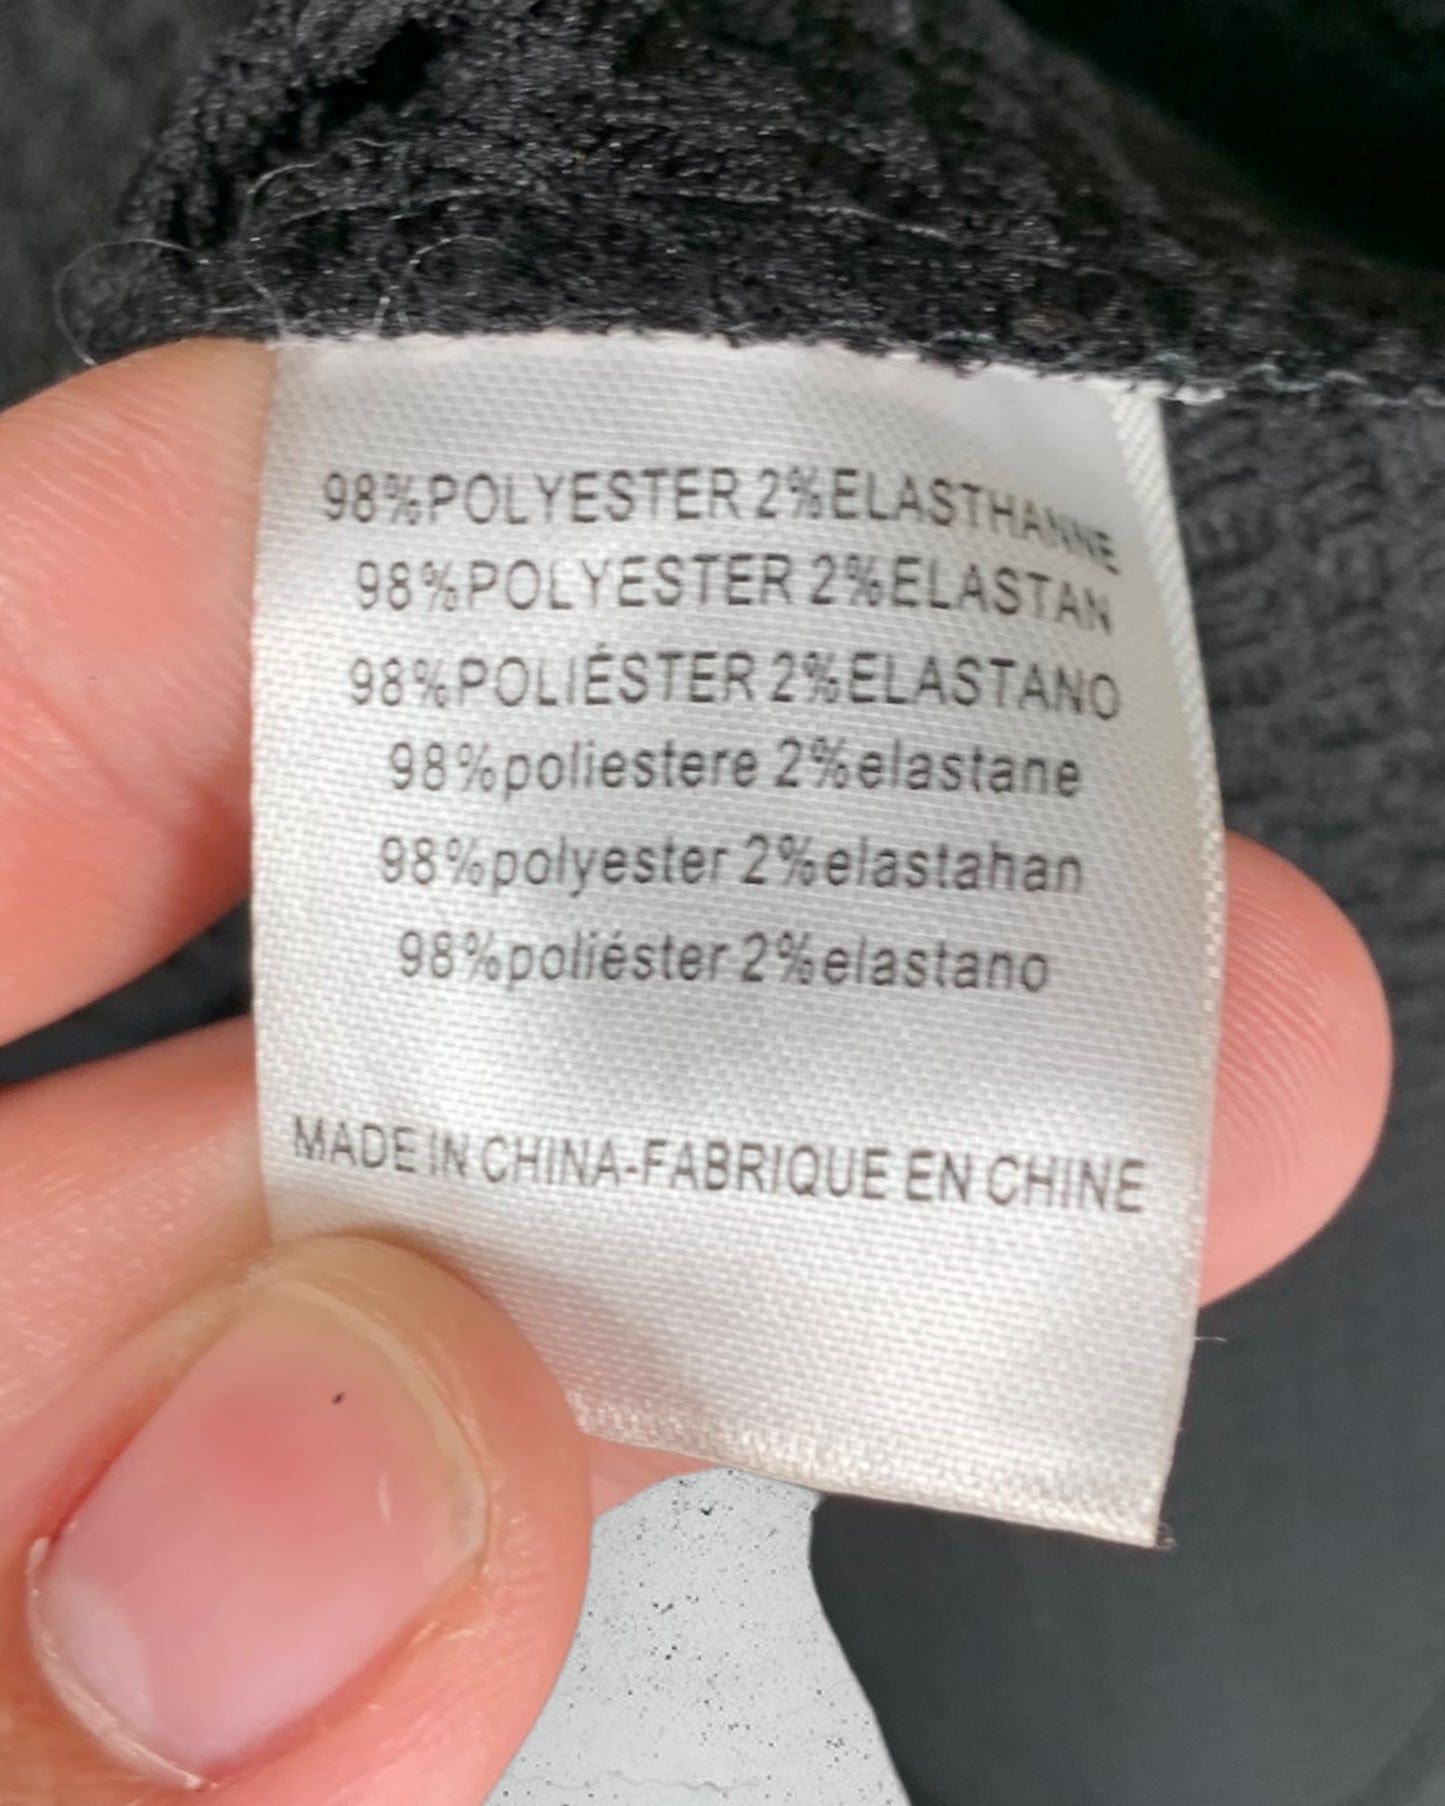 98%POLYESTER 2%ELASTHANNE
98%POLYESTER 2%ELASTAN
98%POLIÉSTER 2%ELASTANO
98%poliestere 2%elastane
98%polyester 2%elastahan
98%poliéster 2%elastano
MADE IN CHINA-FABRIQUE EN CHINE